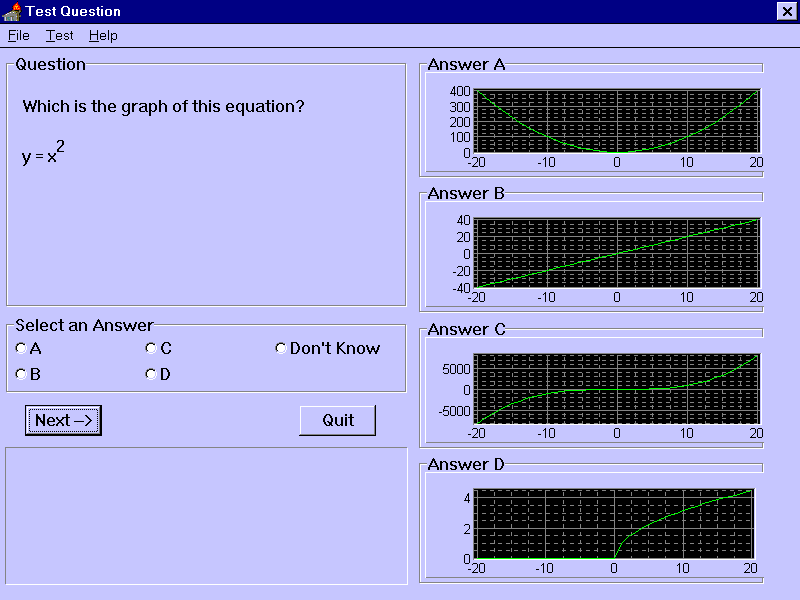 Test Question
File Test Help
Question
Which is the graph of this equation?
y = x²
Select an Answer
A
C
Don't Know
B
D
Next -->
Quit
Answer A
400
300
200
100
0
-20 -10 0 10 20
Answer B
40
20
0
-20
-40
-20 -10 0 10 20
Answer C
5000
0
-5000
-20 -10 0 10 20
Answer D
4
2
0
-20 -10 0 10 20